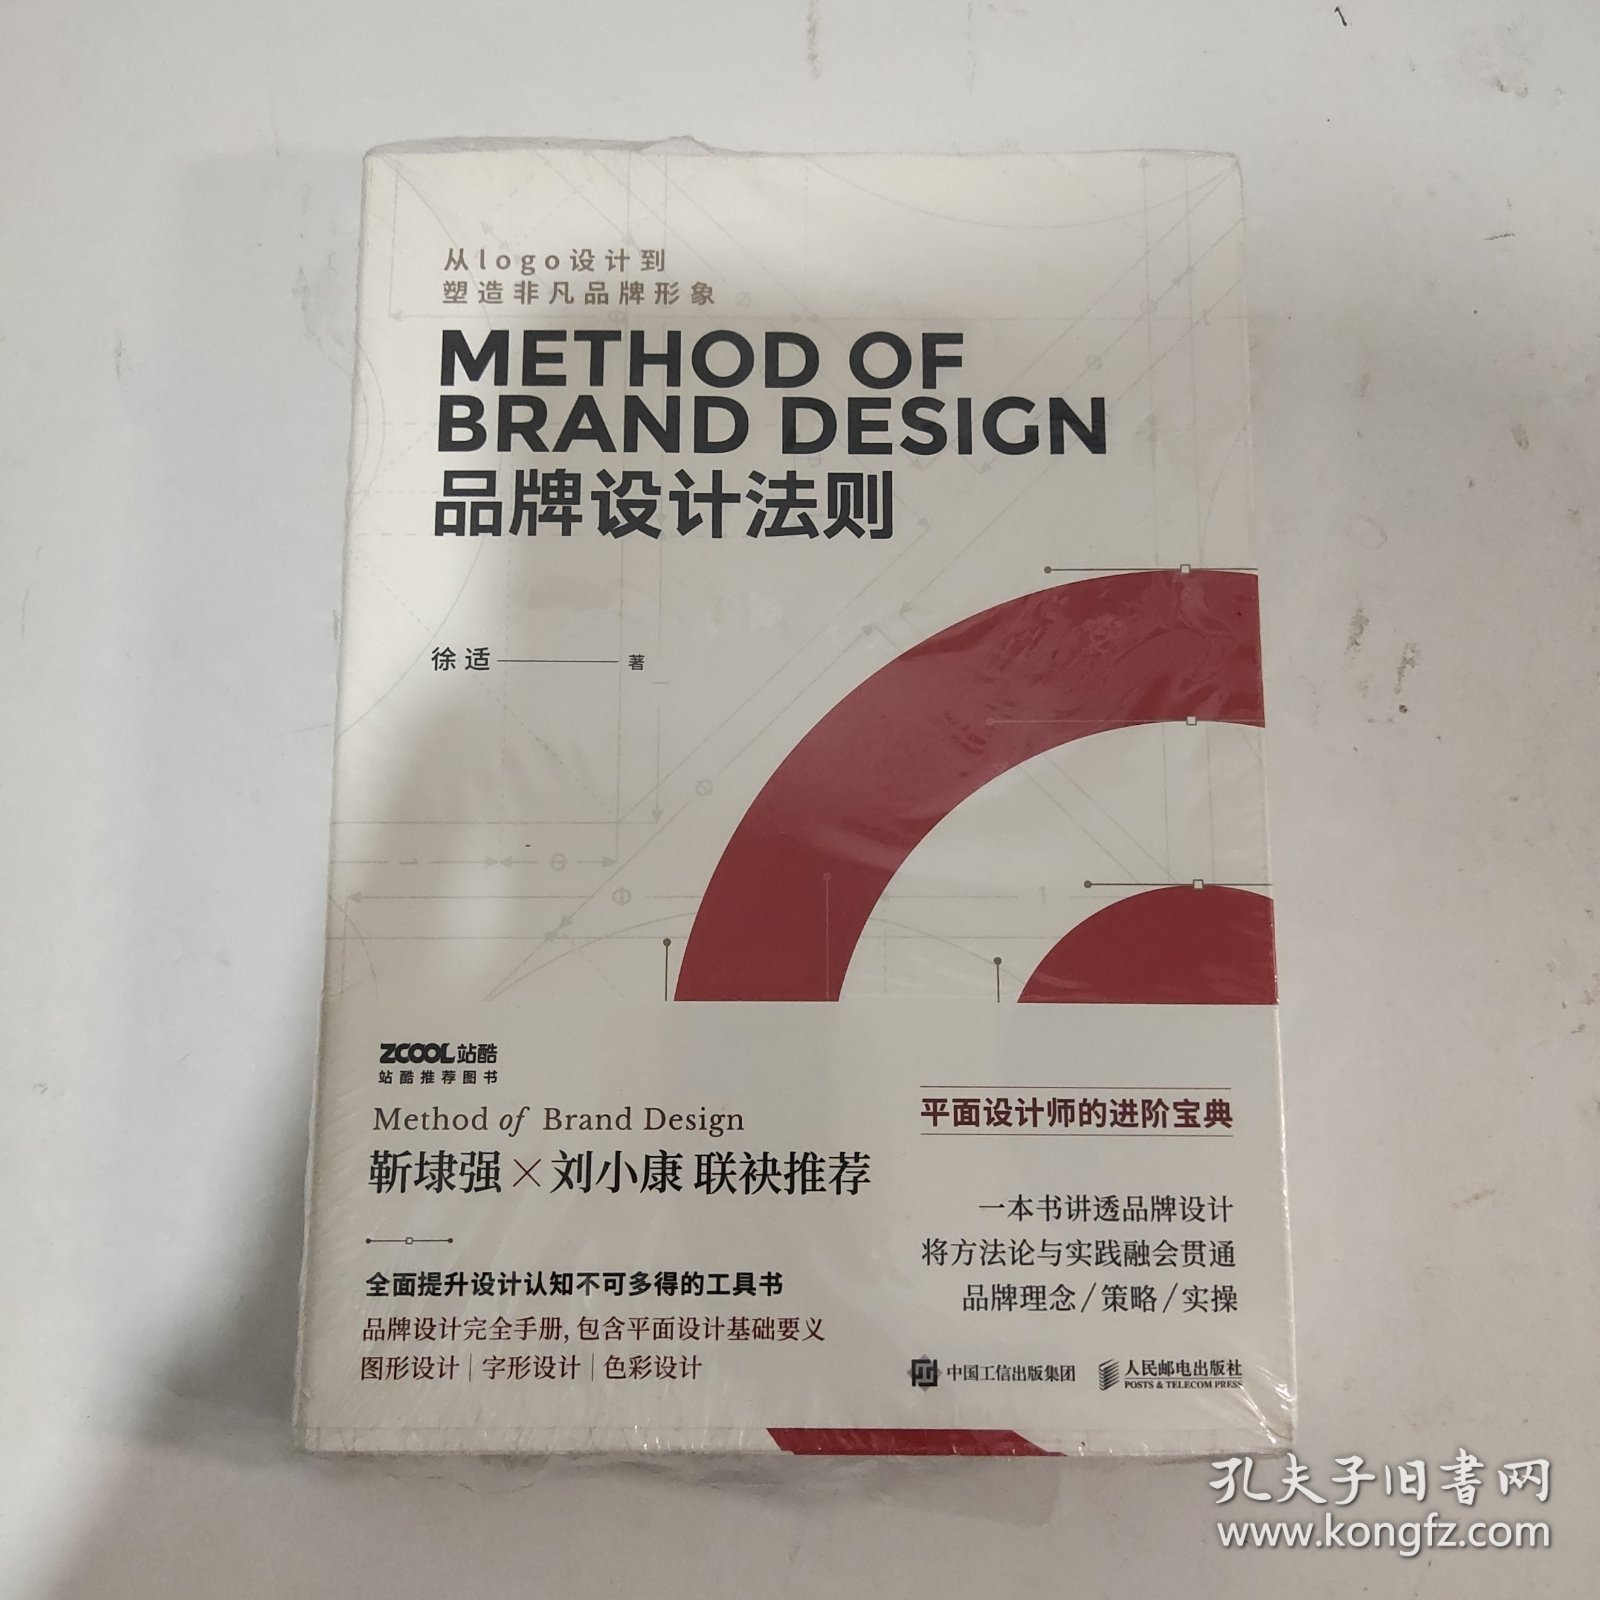 从logo设计到
塑造非凡品牌形象
METHOD OF
BRAND DESIGN
品牌设计法则
徐适 著
ZCOOL站酷
站酷推荐图书
Method of Brand Design
靳埭强×刘小康 联袂推荐
全面提升设计认知不可多得的工具书
品牌设计完全手册,包含平面设计基础要义
图形设计|字形设计|色彩设计
平面设计师的进阶宝典
一本书讲透品牌设计
将方法论与实践融会贯通
品牌理念/策略/实操
中国工信出版集团
人民邮电出版社
POSTS & TELECOM PRESS
孔夫子旧书网
www.kongfz.com